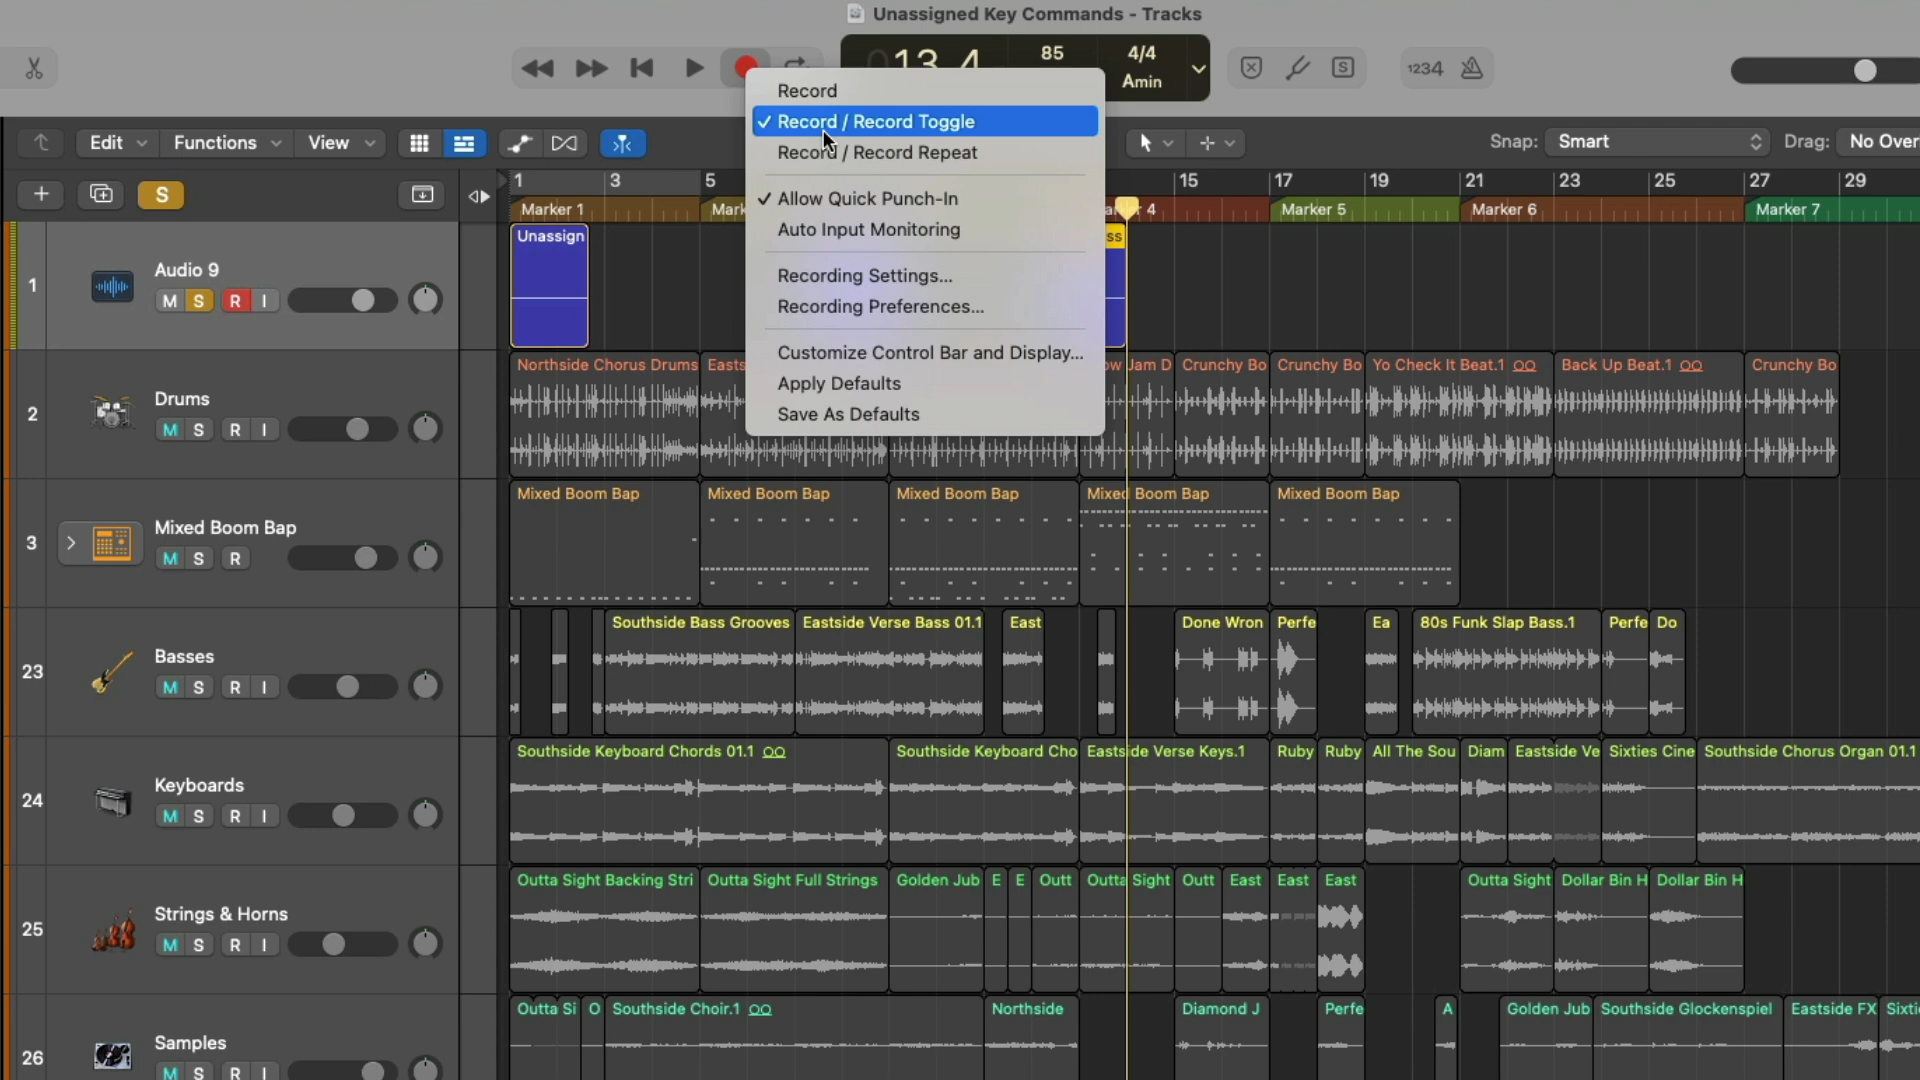 Unassigned Key Commands - Tracks
85
4/4
Amin
S
1234
Record
Record / Record Toggle
Record / Record Repeat
Allow Quick Punch-In
Auto Input Monitoring
Recording Settings...
Recording Preferences...
Customize Control Bar and Display...
Apply Defaults
Save As Defaults
Edit
Functions
View
Snap:
Smart
Drag:
No Over
S
1
3
5
15
17
19
21
23
25
27
29
Marker 1
Mark
4
Marker 5
Marker 6
Marker 7
1
Audio 9
M S R I
Unassign
ss
2
Drums
M S R I
Northside Chorus Drums
Easts
ow Jam D
Crunchy Bo
Crunchy Bo
Yo Check It Beat.1
Back Up Beat.1
Crunchy Bo
3
Mixed Boom Bap
M S R
Mixed Boom Bap
Mixed Boom Bap
Mixed Boom Bap
Mixed Boom Bap
Mixed Boom Bap
23
Basses
M S R I
Southside Bass Grooves
Eastside Verse Bass 01.1
East
Done Wron
Perfe
Ea
80s Funk Slap Bass.1
Perfe
Do
24
Keyboards
M S R I
Southside Keyboard Chords 01.1
Southside Keyboard Cho
Eastside Verse Keys.1
Ruby
Ruby
All The Sou
Diam
Eastside Ve
Sixties Cine
Southside Chorus Organ 01.1
25
Strings & Horns
M S R I
Outta Sight Backing Stri
Outta Sight Full Strings
Golden Jub
E
E
Outt
Outta Sight
Outt
East
East
East
Outta Sight
Dollar Bin H
Dollar Bin H
26
Samples
M S R I
Outta Si
O
Southside Choir.1
Northside
Diamond J
Perfe
A
Golden Jub
Southside Glockenspiel
Eastside FX
Sixti